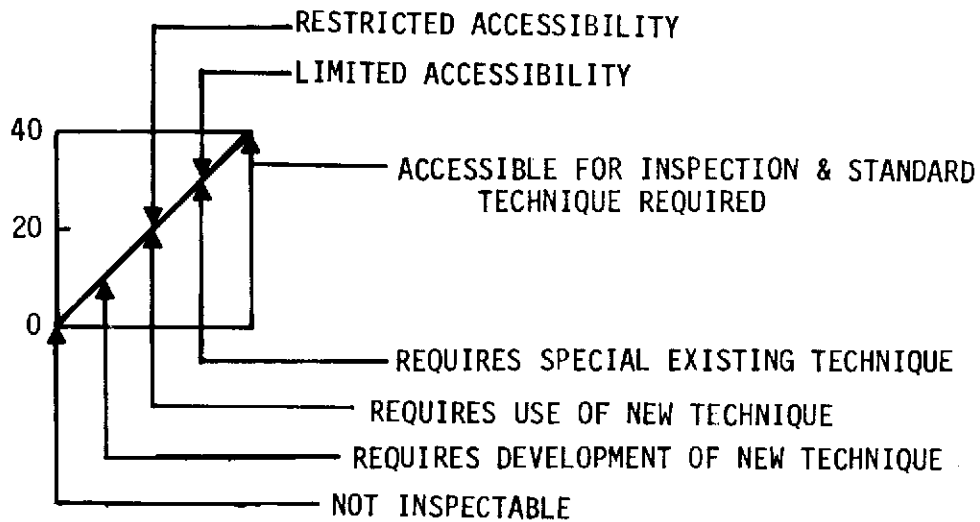 RESTRICTED ACCESSIBILITY
LIMITED ACCESSIBILITY
40
ACCESSIBLE FOR INSPECTION & STANDARD
TECHNIQUE REQUIRED
20
0
REQUIRES SPECIAL EXISTING TECHNIQUE
REQUIRES USE OF NEW TECHNIQUE
REQUIRES DEVELOPMENT OF NEW TECHNIQUE
NOT INSPECTABLE